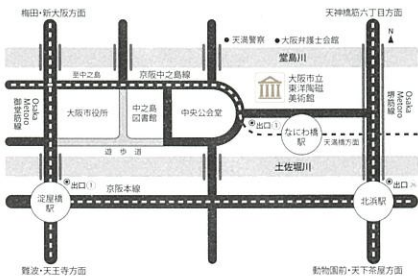 梅田・新大阪方面
天神橋筋六丁目方面
N
● 天満警察 ● 大阪弁護士会館
堂島川
至中之島
京阪中之島線
Osaka Metro
御堂筋線
大阪市役所
中之島
図書館
中央公会堂
大阪市立
東洋陶磁
美術館
Osaka Metro
堺筋線
出口①
なにわ橋
駅
天満橋方面
遊歩道
土佐堀川
淀屋橋
駅
出口①
京阪本線
北浜駅
出口
難波・天王寺方面
動物園前・天下茶屋方面